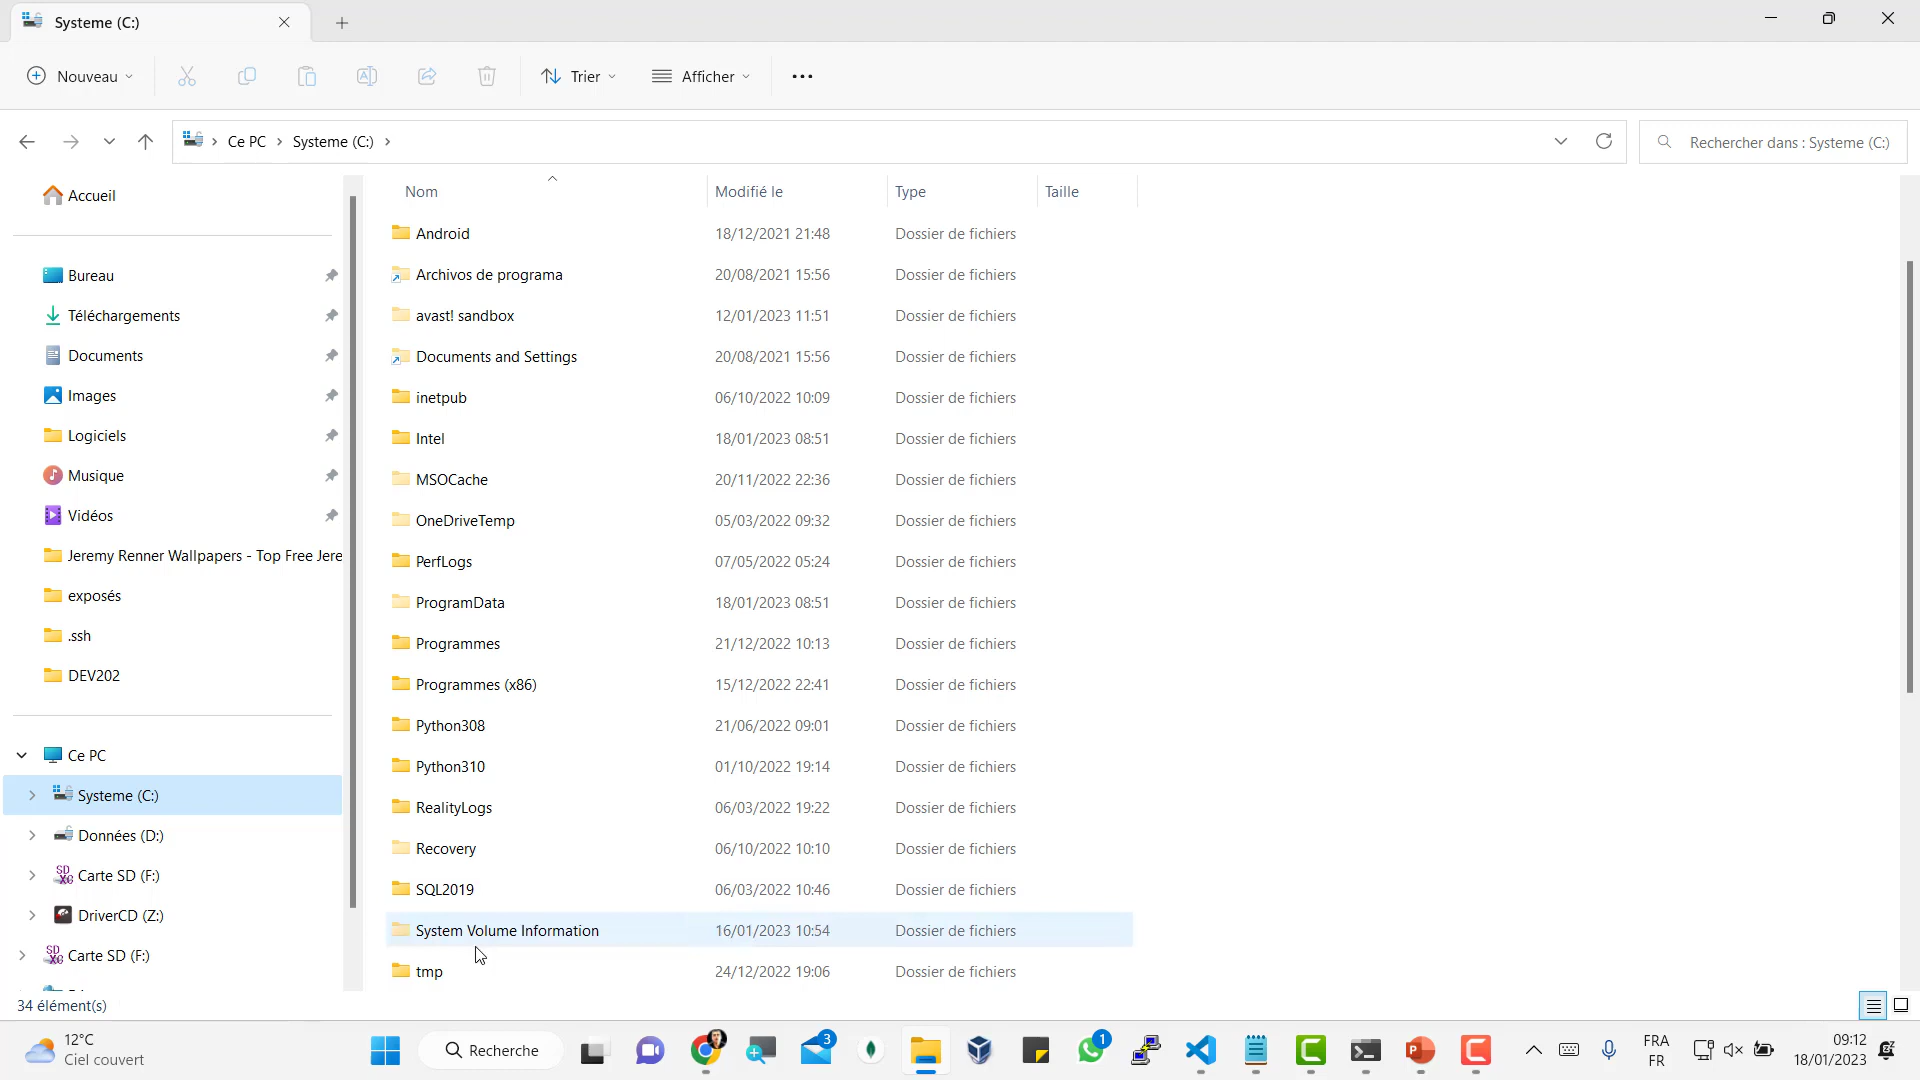 Systeme (C:)
Nouveau
Trier
Afficher
Ce PC
Systeme (C:)
Rechercher dans : Systeme (C:)
Accueil
Bureau
Téléchargements
Documents
Images
Logiciels
Musique
Vidéos
Jeremy Renner Wallpapers - Top Free Jere
exposés
.ssh
DEV202
Ce PC
Systeme (C:)
Données (D:)
Carte SD (F:)
DriverCD (Z:)
Carte SD (F:)
Nom Modifié le Type Taille
Android 18/12/2021 21:48 Dossier de fichiers
Archivos de programa 20/08/2021 15:56 Dossier de fichiers
avast! sandbox 12/01/2023 11:51 Dossier de fichiers
Documents and Settings 20/08/2021 15:56 Dossier de fichiers
inetpub 06/10/2022 10:09 Dossier de fichiers
Intel 18/01/2023 08:51 Dossier de fichiers
MSOCache 20/11/2022 22:36 Dossier de fichiers
OneDriveTemp 05/03/2022 09:32 Dossier de fichiers
PerfLogs 07/05/2022 05:24 Dossier de fichiers
ProgramData 18/01/2023 08:51 Dossier de fichiers
Programmes 21/12/2022 10:13 Dossier de fichiers
Programmes (x86) 15/12/2022 22:41 Dossier de fichiers
Python308 21/06/2022 09:01 Dossier de fichiers
Python310 01/10/2022 19:14 Dossier de fichiers
RealityLogs 06/03/2022 19:22 Dossier de fichiers
Recovery 06/10/2022 10:10 Dossier de fichiers
SQL2019 06/03/2022 10:46 Dossier de fichiers
System Volume Information 16/01/2023 10:54 Dossier de fichiers
tmp 24/12/2022 19:06 Dossier de fichiers
34 élément(s)
12°C
Ciel couvert
Recherche
3
1
FRA
FR
09:12
18/01/2023